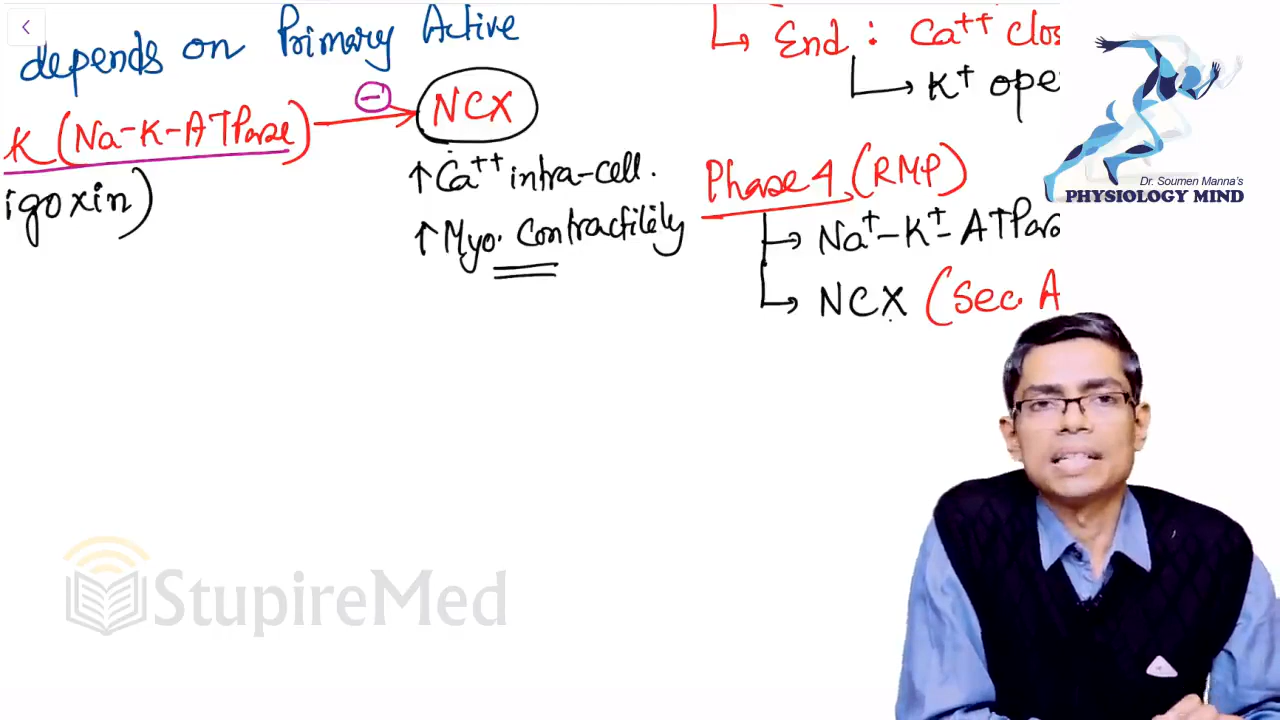 depends on Primary Active
K (Na-K-ATPase)
⊖
NCX
igoxin)
↑Ca++ intra-cell.
↑Myo. Contractility
End : Ca++ clos
K+ ope
Phase 4 (RMP)
Na+-K+-ATPase
NCX (Sec. A
Dr. Soumen Manna's
PHYSIOLOGY MIND
StupireMed